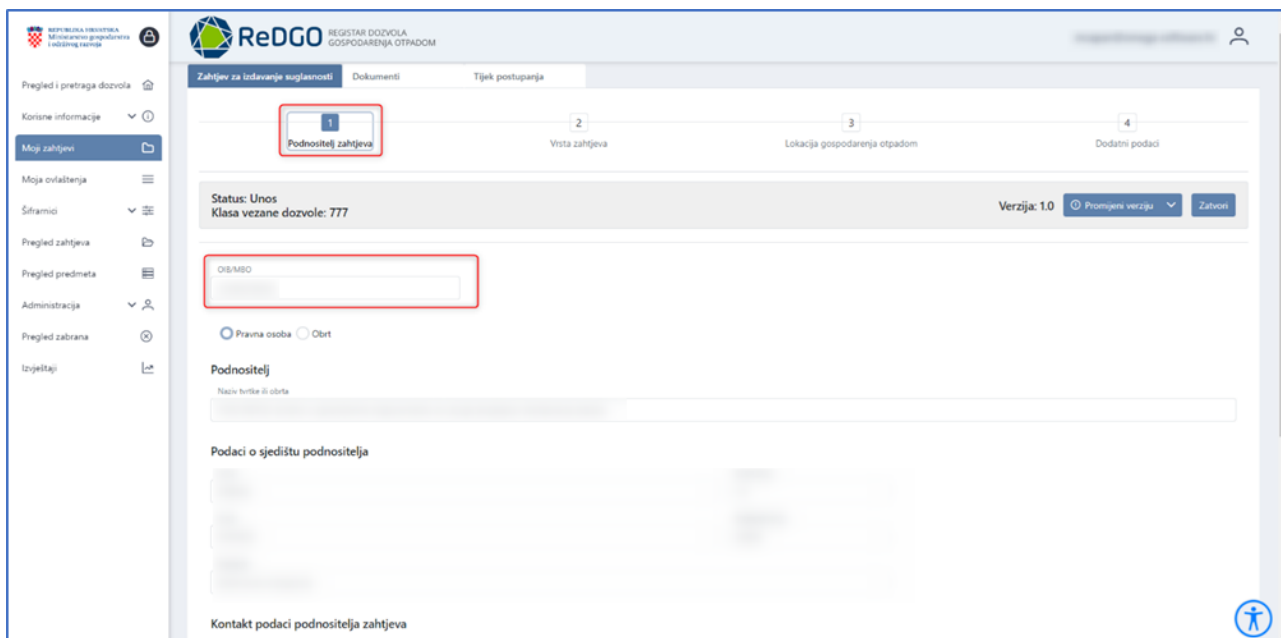 REPUBLIKA HRVATSKA
Ministarstvo gospodarstva
i održivog razvoja
ReDGO
REGISTAR DOZVOLA
GOSPODARENJA OTPADOM
Pregled i pretraga dozvola
Korisne informacije
Moji zahtjevi
Moja ovlaštenja
Šifrarnici
Pregled zahtjeva
Pregled predmeta
Administracija
Pregled zabrana
Izvještaji
Zahtjev za izdavanje suglasnosti
Dokumenti
Tijek postupanja
1
Podnositelj zahtjeva
2
Vrsta zahtjeva
3
Lokacija gospodarenja otpadom
4
Dodatni podaci
Status: Unos
Klasa vezane dozvole: 777
Verzija: 1.0
Promijeni verziju
Zatvori
OIB/MBO
Pravna osoba
Obrt
Podnositelj
Naziv tvrtke ili obrta
Podaci o sjedištu podnositelja
Kontakt podaci podnositelja zahtjeva